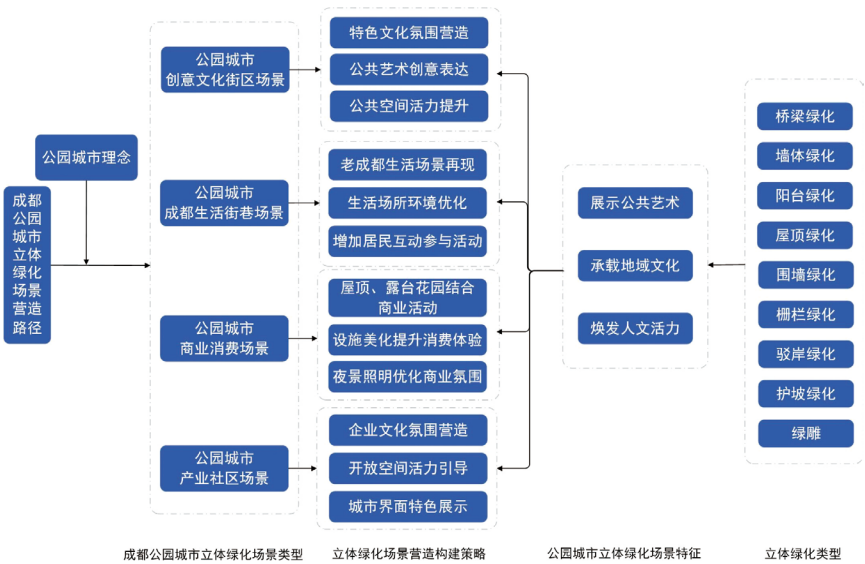 成都
公园
城市
立体
绿化
场景
营造
路径
公园城市理念
公园城市
创意文化街区场景
公园城市
成都生活街巷场景
公园城市
商业消费场景
公园城市
产业社区场景
特色文化氛围营造
公共艺术创意表达
公共空间活力提升
老成都生活场景再现
生活场所环境优化
增加居民互动参与活动
屋顶、露台花园结合
商业活动
设施美化提升消费体验
夜景照明优化商业氛围
企业文化氛围营造
开放空间活力引导
城市界面特色展示
展示公共艺术
承载地域文化
焕发人文活力
桥梁绿化
墙体绿化
阳台绿化
屋顶绿化
围墙绿化
栅栏绿化
驳岸绿化
护坡绿化
绿雕
成都公园城市立体绿化场景类型
立体绿化场景营造构建策略
公园城市立体绿化场景特征
立体绿化类型